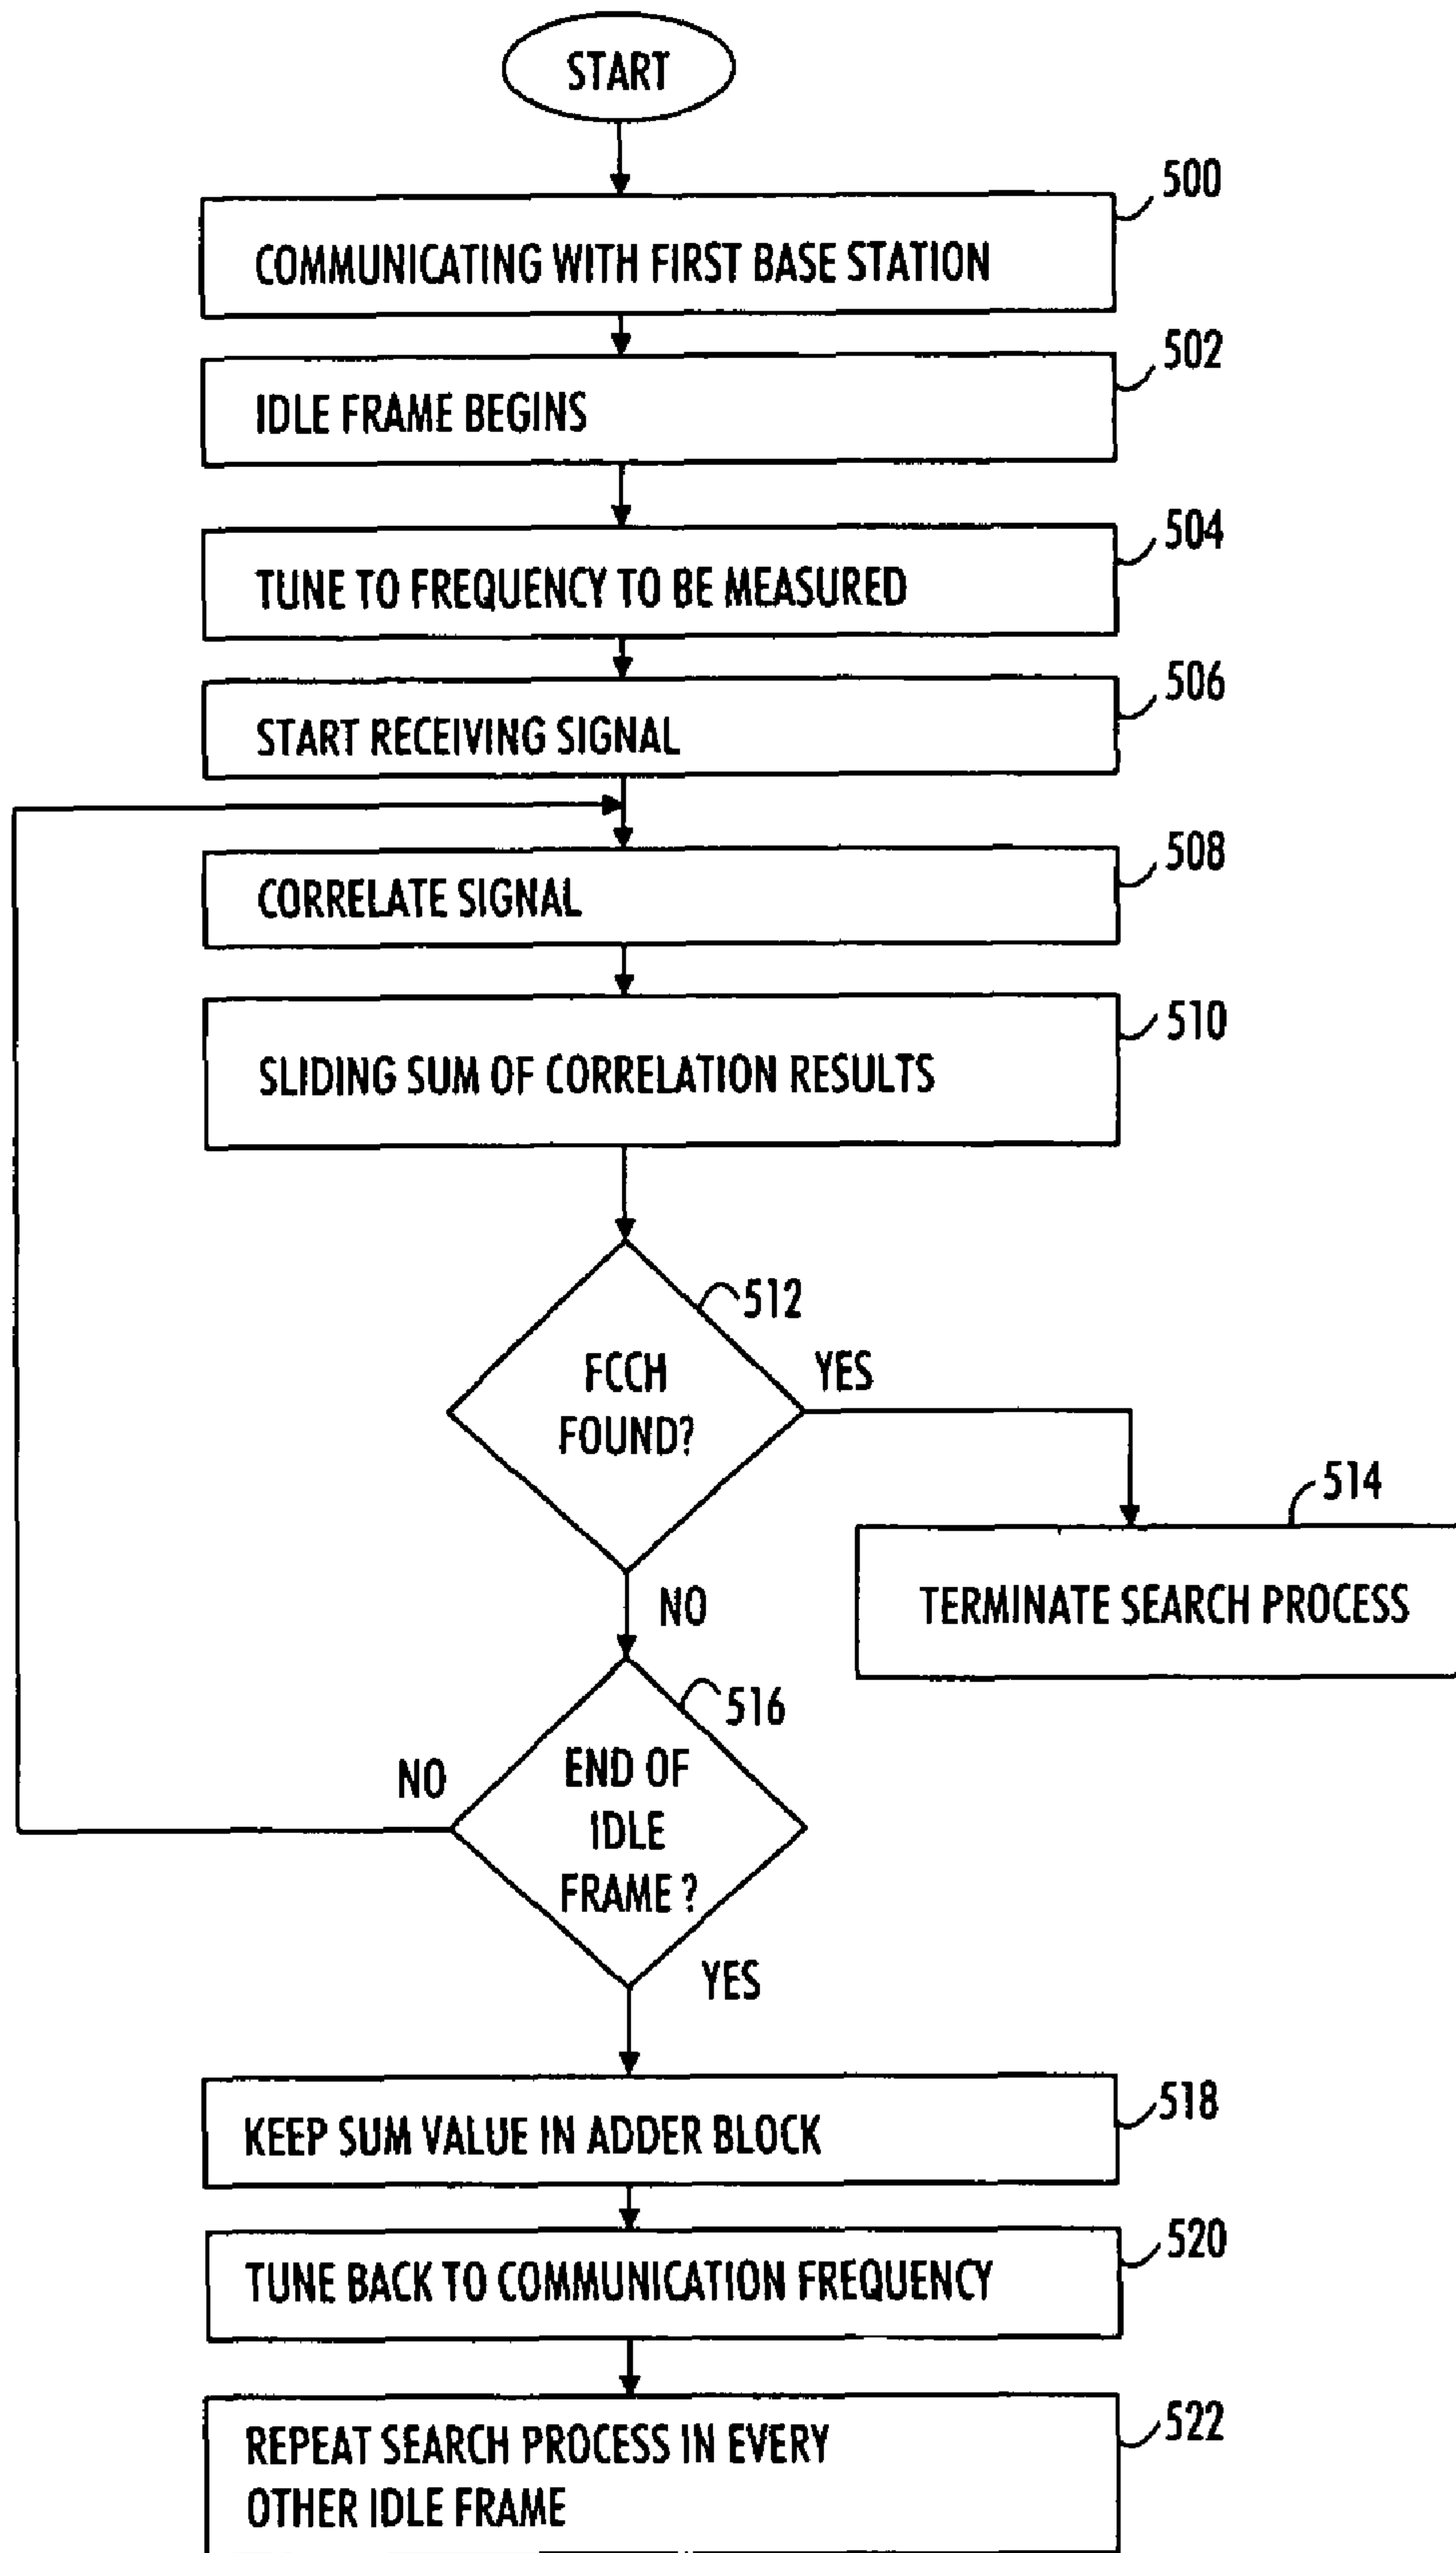 START
500
COMMUNICATING WITH FIRST BASE STATION
502
IDLE FRAME BEGINS
504
TUNE TO FREQUENCY TO BE MEASURED
506
START RECEIVING SIGNAL
508
CORRELATE SIGNAL
510
SLIDING SUM OF CORRELATION RESULTS
512
FCCH
FOUND?
YES
514
TERMINATE SEARCH PROCESS
NO
516
END OF
IDLE
FRAME ?
NO
YES
518
KEEP SUM VALUE IN ADDER BLOCK
520
TUNE BACK TO COMMUNICATION FREQUENCY
522
REPEAT SEARCH PROCESS IN EVERY
OTHER IDLE FRAME